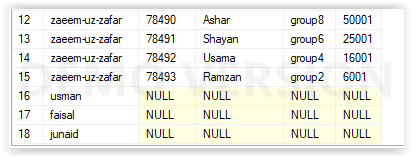 12 zaeem-uz-zafar 78490 Ashar group8 50001
13 zaeem-uz-zafar 78491 Shayan group6 25001
14 zaeem-uz-zafar 78492 Usama group4 16001
15 zaeem-uz-zafar 78493 Ramzan group2 6001
16 usman NULL NULL NULL NULL
17 faisal NULL NULL NULL NULL
18 junaid NULL NULL NULL NULL
DEMO VERSION